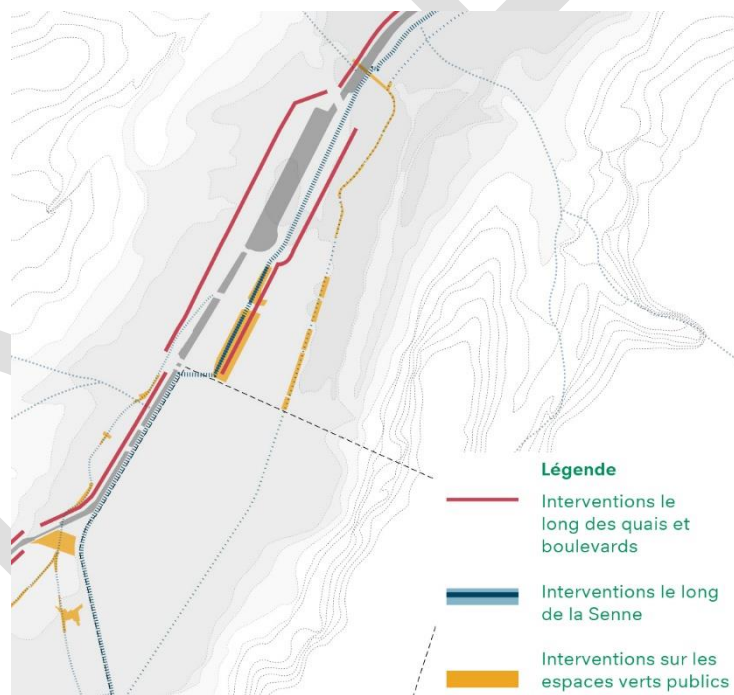 Légende
Interventions le
long des quais et
boulevards
Interventions le long
de la Senne
Interventions sur les
espaces verts publics